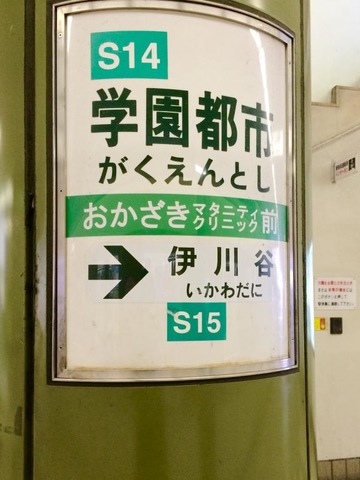 S14
学園都市
がくえんとし
おかざきマタニティクリニック前
伊川谷
いかわだに
S15